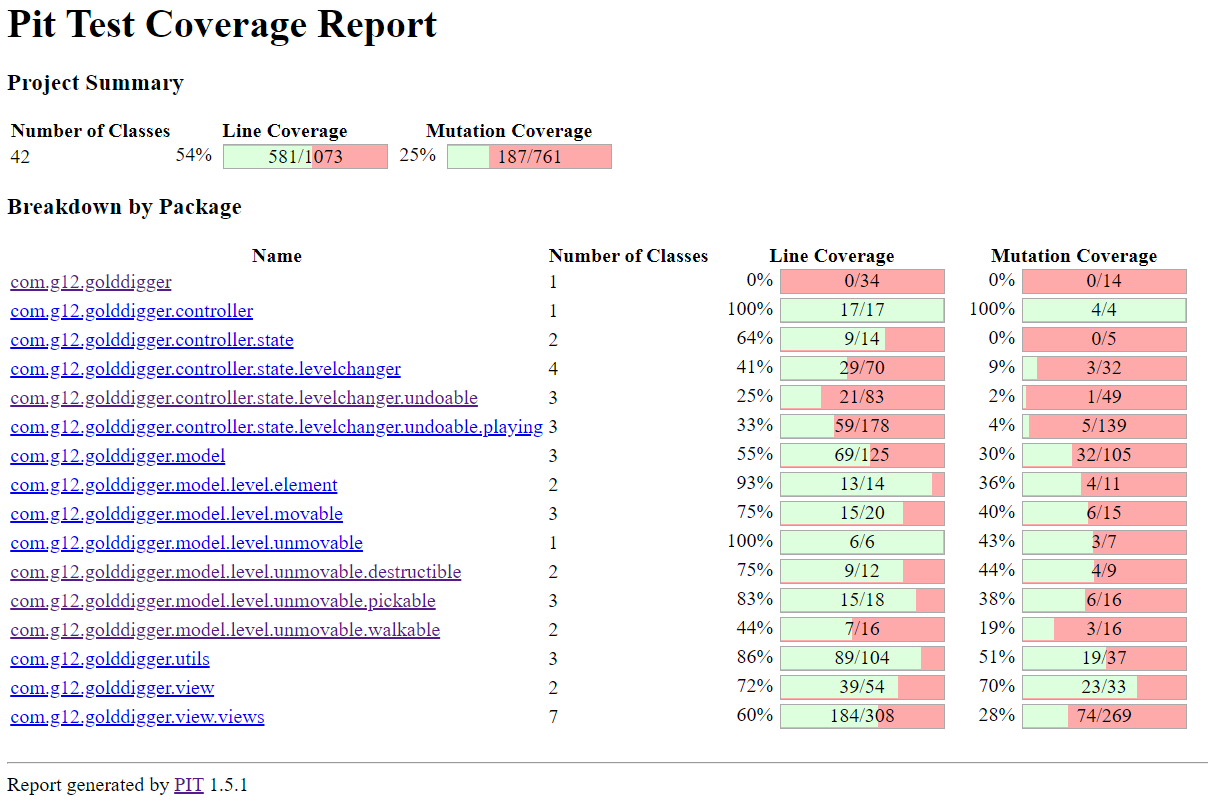 Pit Test Coverage Report
Project Summary
Number of Classes Line Coverage Mutation Coverage
42 54% 581/1073 25% 187/761
Breakdown by Package
Name Number of Classes Line Coverage Mutation Coverage
com.g12.golddigger 1 0% 0/34 0% 0/14
com.g12.golddigger.controller 1 100% 17/17 100% 4/4
com.g12.golddigger.controller.state 2 64% 9/14 0% 0/5
com.g12.golddigger.controller.state.levelchanger 4 41% 29/70 9% 3/32
com.g12.golddigger.controller.state.levelchanger.undoable 3 25% 21/83 2% 1/49
com.g12.golddigger.controller.state.levelchanger.undoable.playing 3 33% 59/178 4% 5/139
com.g12.golddigger.model 3 55% 69/125 30% 32/105
com.g12.golddigger.model.level.element 2 93% 13/14 36% 4/11
com.g12.golddigger.model.level.movable 3 75% 15/20 40% 6/15
com.g12.golddigger.model.level.unmovable 1 100% 6/6 43% 3/7
com.g12.golddigger.model.level.unmovable.destructible 2 75% 9/12 44% 4/9
com.g12.golddigger.model.level.unmovable.pickable 3 83% 15/18 38% 6/16
com.g12.golddigger.model.level.unmovable.walkable 2 44% 7/16 19% 3/16
com.g12.golddigger.utils 3 86% 89/104 51% 19/37
com.g12.golddigger.view 2 72% 39/54 70% 23/33
com.g12.golddigger.view.views 7 60% 184/308 28% 74/269
Report generated by PIT 1.5.1